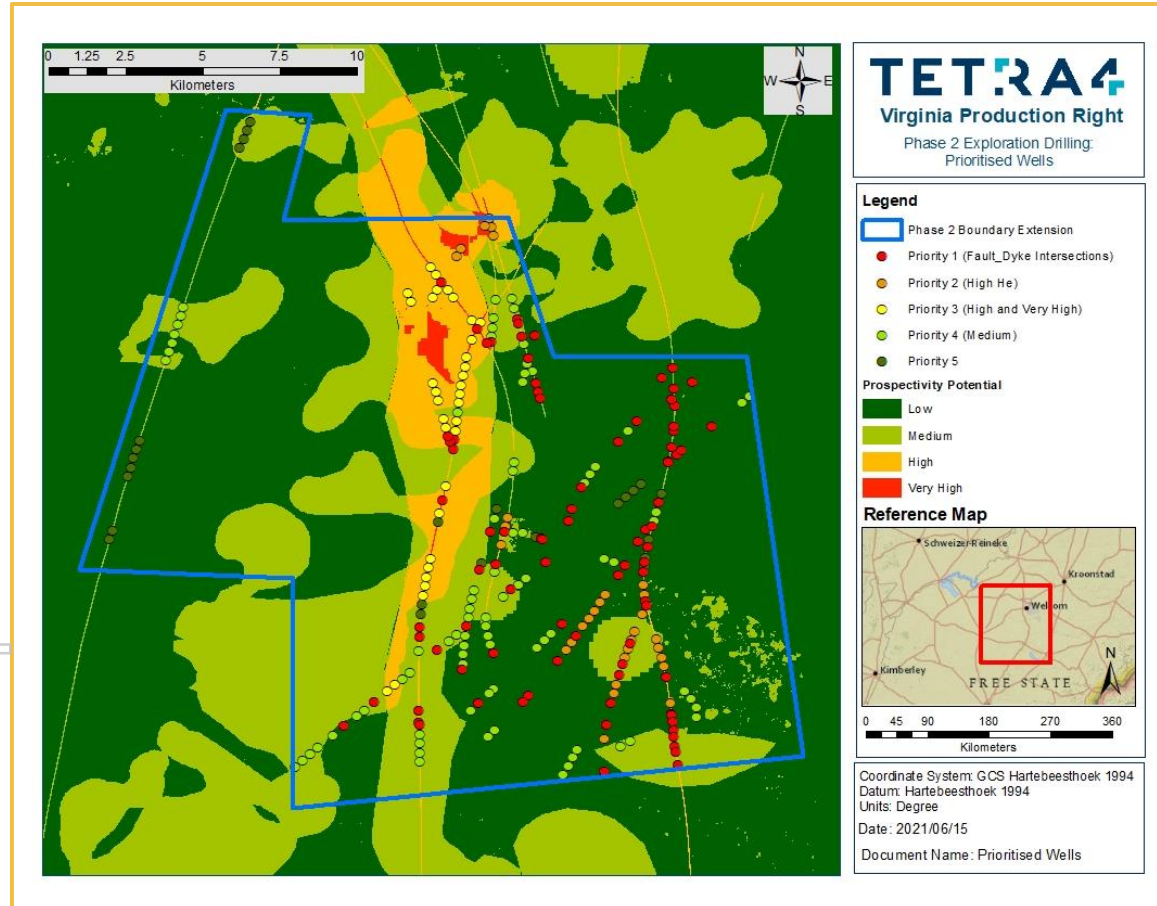 0 1.25 2.5 5 7.5 10
Kilometers
N
W E
S
TETRA4
Virginia Production Right
Phase 2 Exploration Drilling:
Prioritised Wells
Legend
Phase 2 Boundary Extension
Priority 1 (Fault_Dyke Intersections)
Priority 2 (High He)
Priority 3 (High and Very High)
Priority 4 (Medium)
Priority 5
Prospectivity Potential
Low
Medium
High
Very High
Reference Map
Schweizer-Reineke
Kroonstad
Welkom
Kimberley
FREE STATE
N
0 45 90 180 270 360
Kilometers
Coordinate System: GCS Hartebeesthoek 1994
Datum: Hartebeesthoek 1994
Units: Degree
Date: 2021/06/15
Document Name: Prioritised Wells